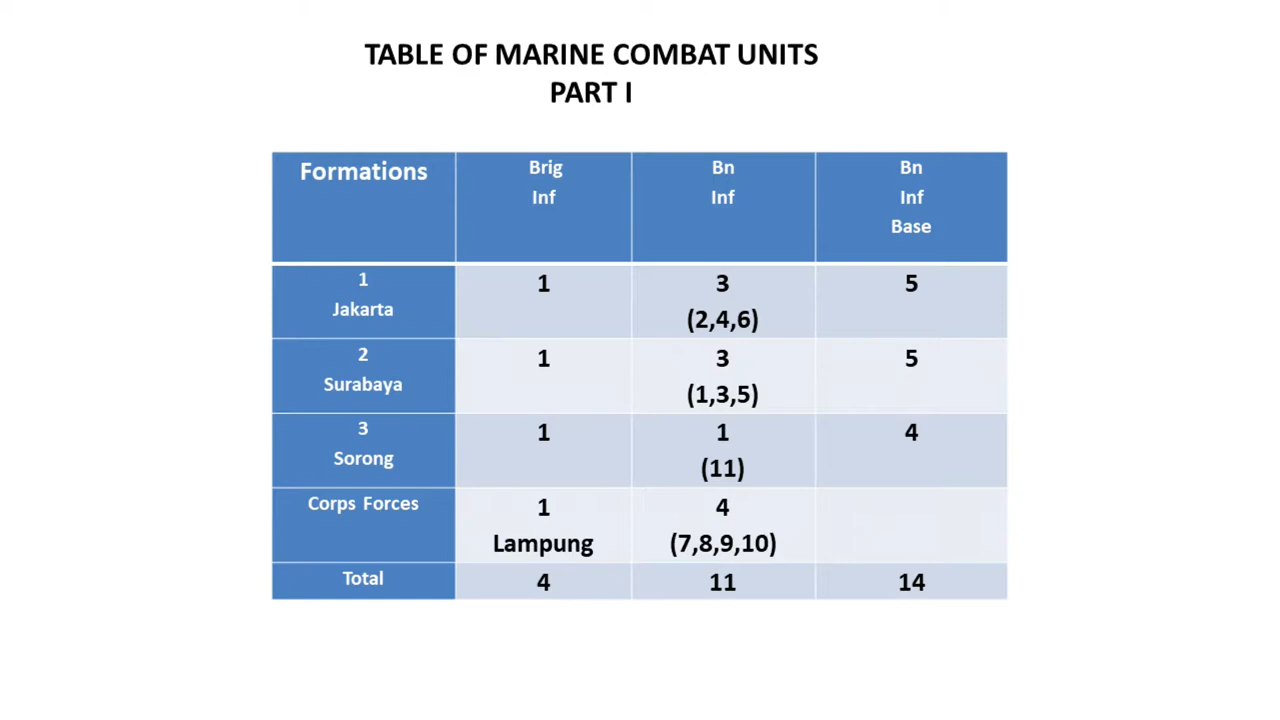 TABLE OF MARINE COMBAT UNITS
PART I
Formations
Brig
Inf
Bn
Inf
Bn
Inf
Base
1
Jakarta
1
3
(2,4,6)
5
2
Surabaya
1
3
(1,3,5)
5
3
Sorong
1
1
(11)
4
Corps Forces
1
Lampung
4
(7,8,9,10)
Total
4
11
14